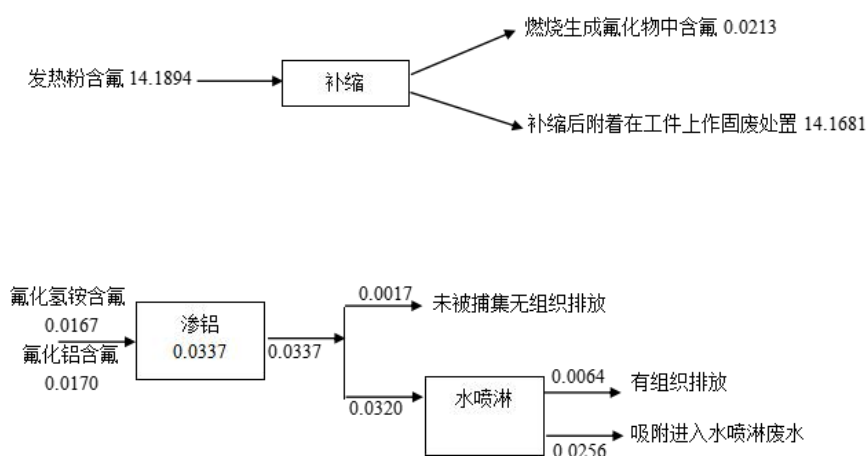 燃烧生成氟化物中含氟 0.0213
发热粉含氟 14.1894
补缩
补缩后附着在工件上作固废处置 14.1681
氟化氢铵含氟
0.0167
氟化铝含氟
0.0170
渗铝
0.0337
0.0337
0.0017
未被捕集无组织排放
0.0320
水喷淋
0.0064
有组织排放
0.0256
吸附进入水喷淋废水